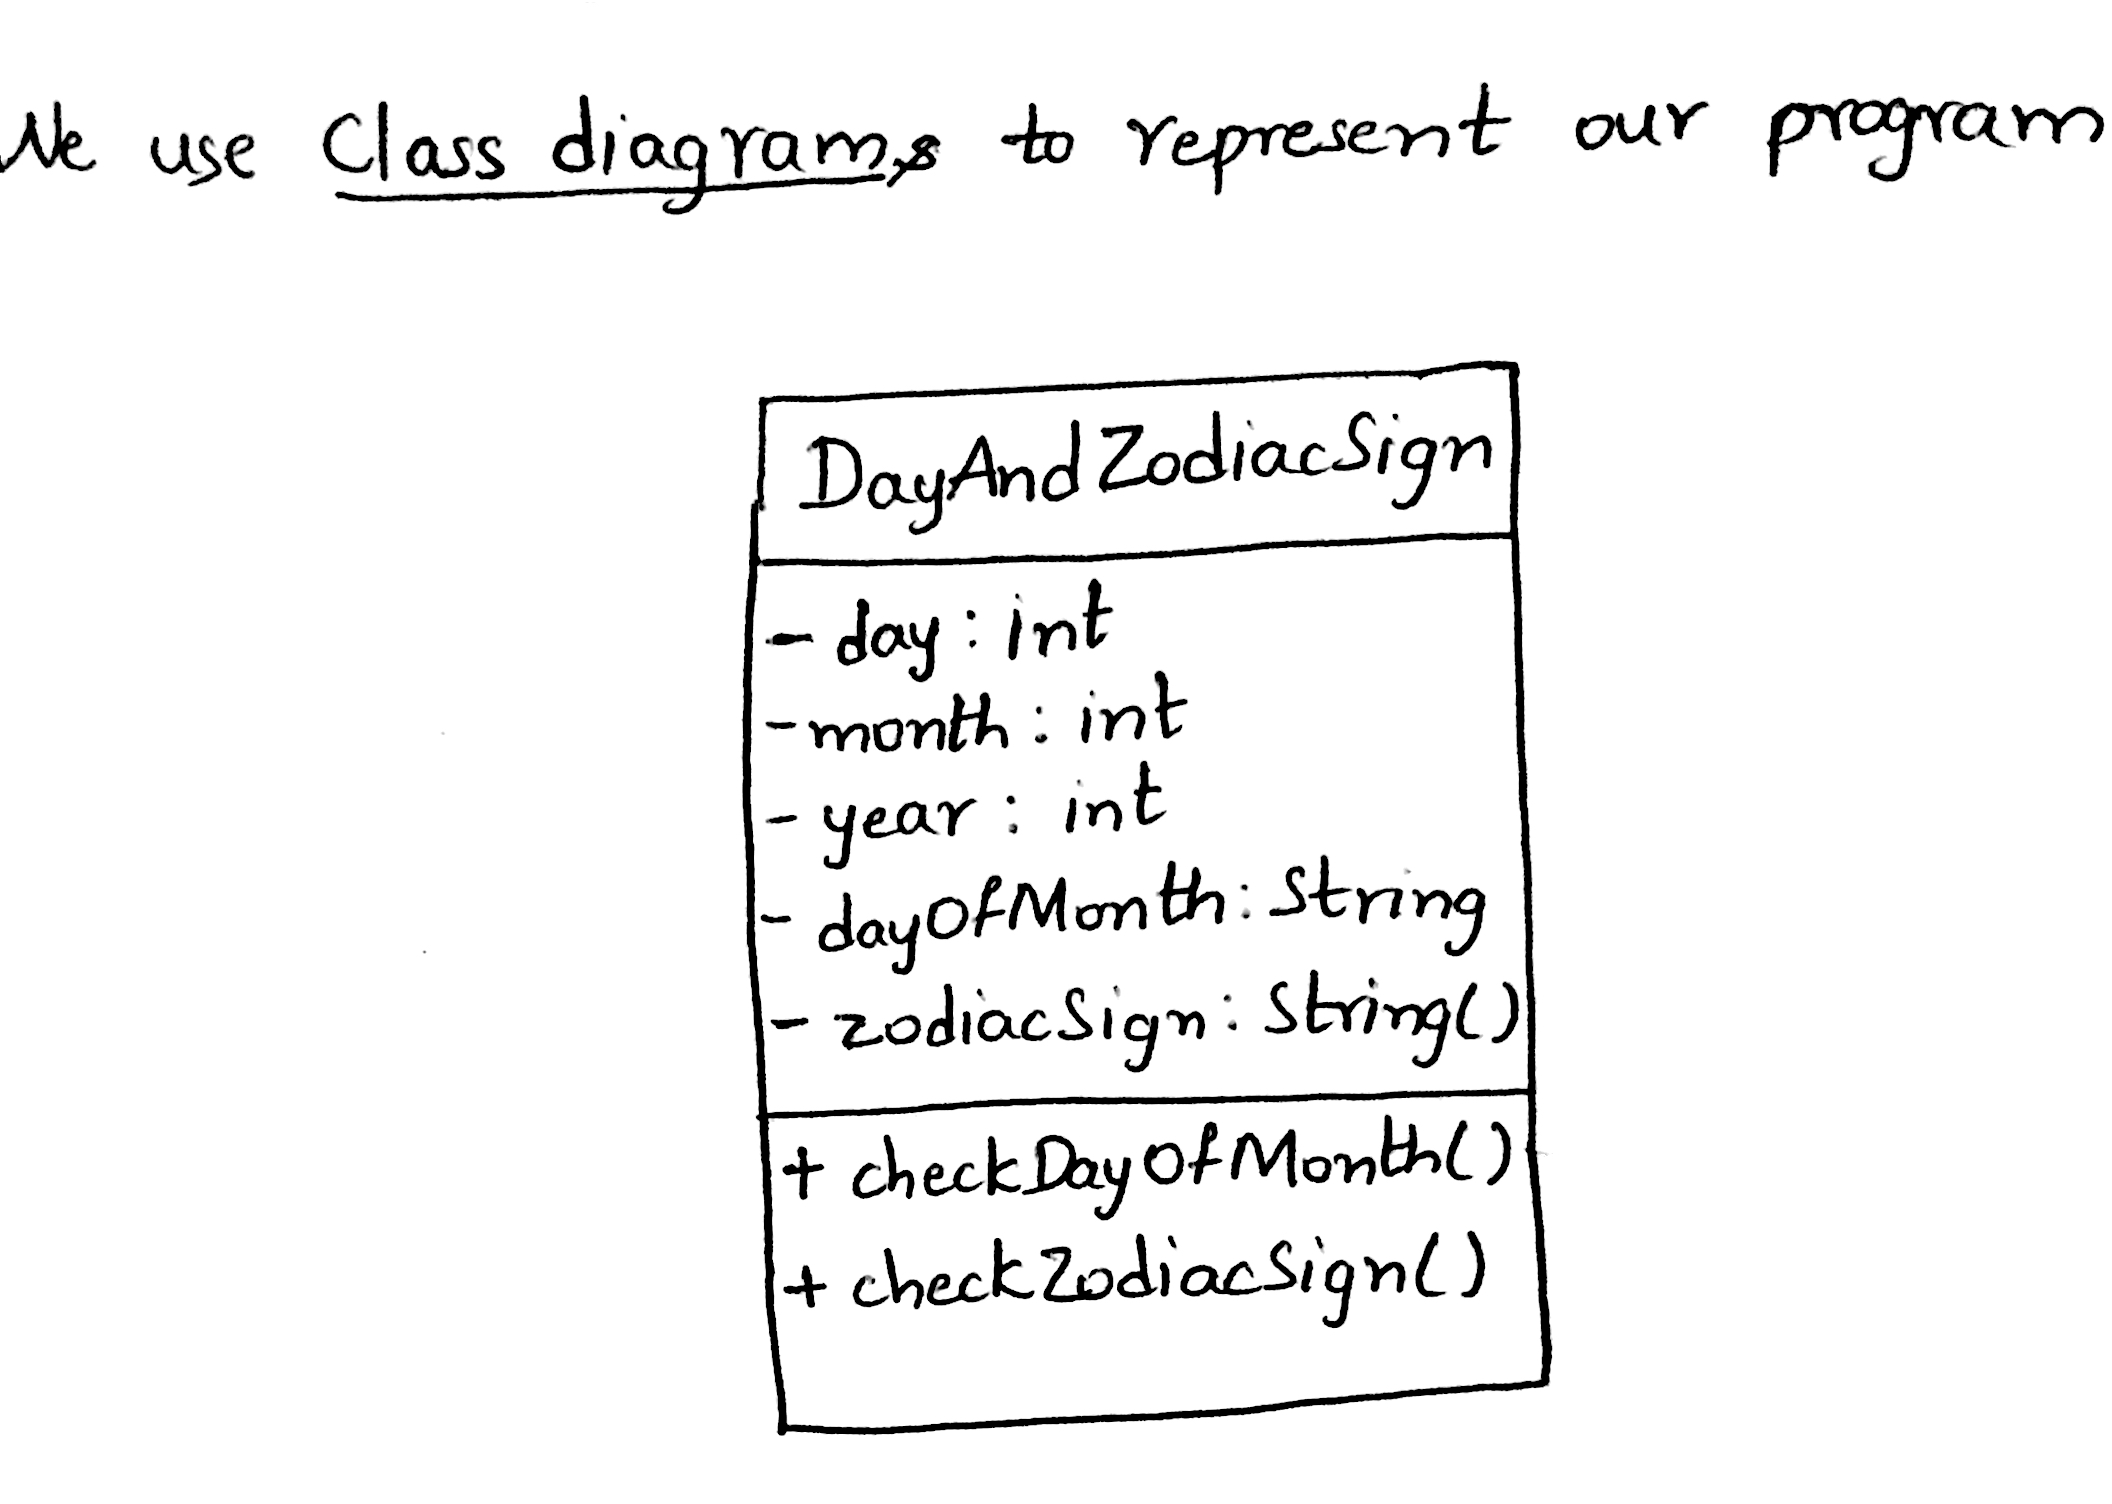 We use Class diagrams to represent our program
DayAndZodiacSign
- day : int
- month : int
- year : int
- dayOfMonth : String
- zodiacSign : String()
+ checkDayOfMonth()
+ checkZodiacSign()